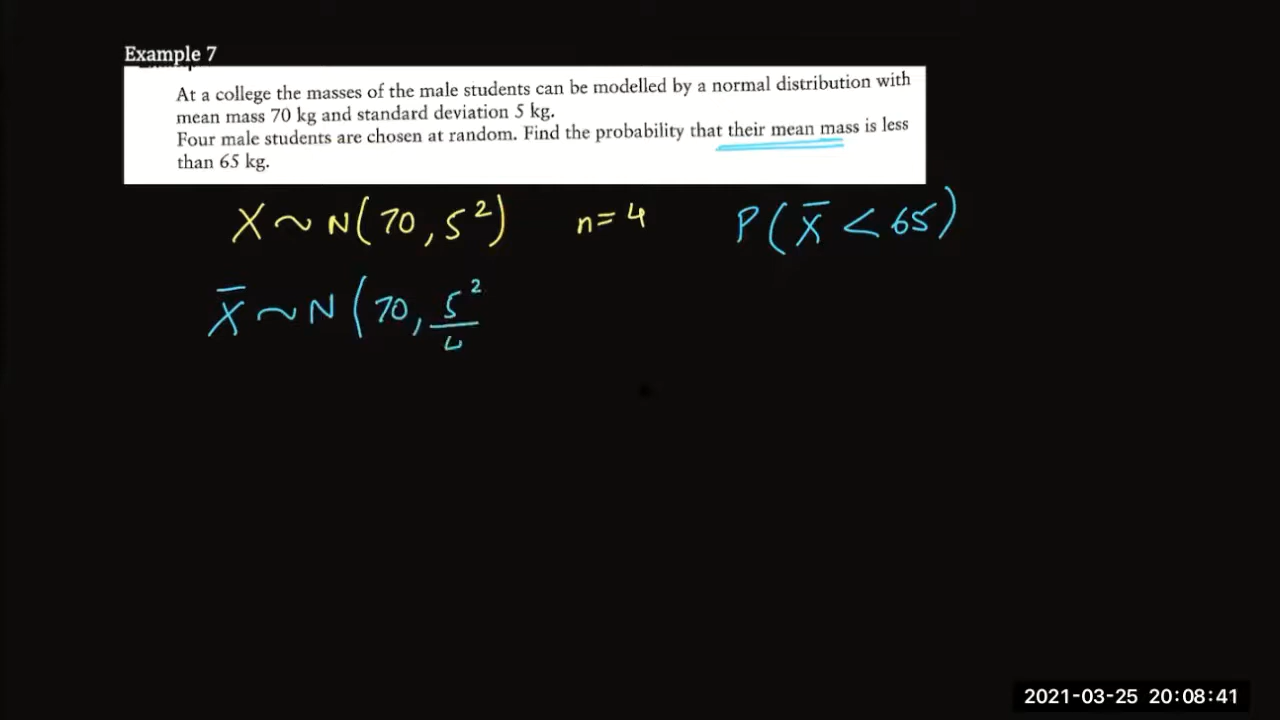 Example 7
At a college the masses of the male students can be modelled by a normal distribution with
mean mass 70 kg and standard deviation 5 kg.
Four male students are chosen at random. Find the probability that their mean mass is less
than 65 kg.
X ~ N(70, 5²) n = 4 P(X̄ < 65)
X̄ ~ N(70, 5²/4
2021-03-25 20:08:41